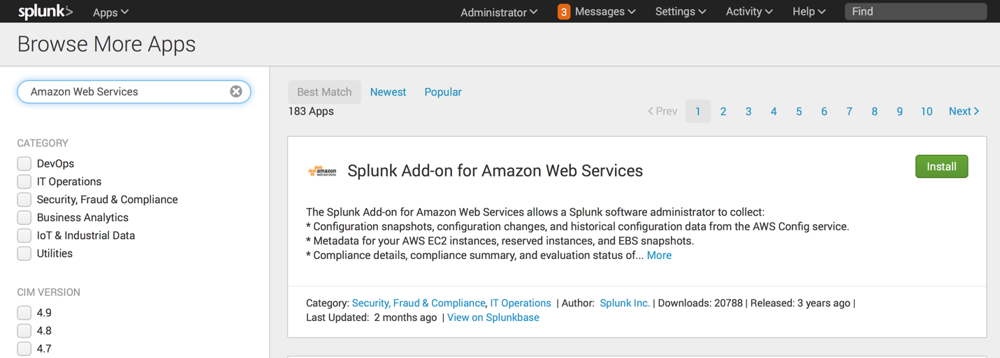 splunk> Apps Administrator 3 Messages Settings Activity Help Find
Browse More Apps
Amazon Web Services
CATEGORY
DevOps
IT Operations
Security, Fraud & Compliance
Business Analytics
IoT & Industrial Data
Utilities
CIM VERSION
4.9
4.8
4.7
Best Match Newest Popular
183 Apps
< Prev 1 2 3 4 5 6 7 8 9 10 Next >
amazon
web services
Splunk Add-on for Amazon Web Services
Install
The Splunk Add-on for Amazon Web Services allows a Splunk software administrator to collect:
* Configuration snapshots, configuration changes, and historical configuration data from the AWS Config service.
* Metadata for your AWS EC2 instances, reserved instances, and EBS snapshots.
* Compliance details, compliance summary, and evaluation status of... More
Category: Security, Fraud & Compliance, IT Operations | Author: Splunk Inc. | Downloads: 20788 | Released: 3 years ago |
Last Updated: 2 months ago | View on Splunkbase